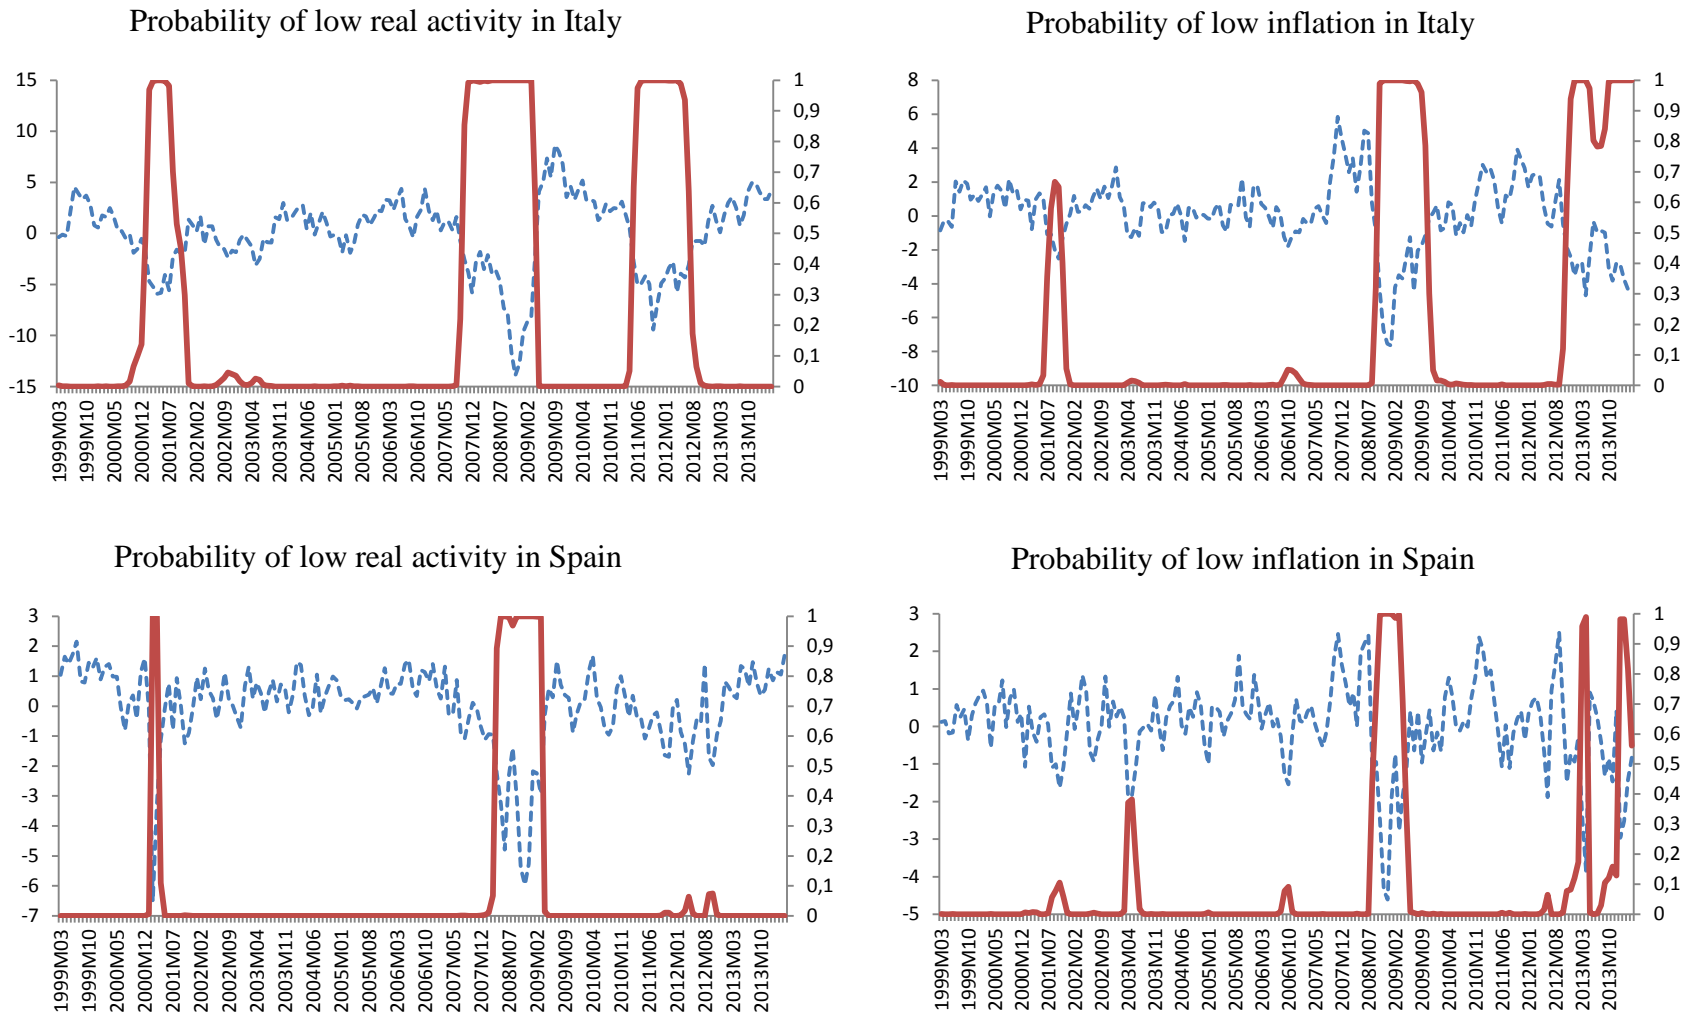 Probability of low real activity in Italy
15
10
5
0
-5
-10
-15
1
0,9
0,8
0,7
0,6
0,5
0,4
0,3
0,2
0,1
0
1999M03
1999M10
2000M05
2000M12
2001M07
2002M02
2002M09
2003M04
2003M11
2004M06
2005M01
2005M08
2006M03
2006M10
2007M05
2007M12
2008M07
2009M02
2009M09
2010M04
2010M11
2011M06
2012M01
2012M08
2013M03
2013M10
Probability of low inflation in Italy
8
6
4
2
0
-2
-4
-6
-8
-10
1
0,9
0,8
0,7
0,6
0,5
0,4
0,3
0,2
0,1
0
1999M03
1999M10
2000M05
2000M12
2001M07
2002M02
2002M09
2003M04
2003M11
2004M06
2005M01
2005M08
2006M03
2006M10
2007M05
2007M12
2008M07
2009M02
2009M09
2010M04
2010M11
2011M06
2012M01
2012M08
2013M03
2013M10
Probability of low real activity in Spain
3
2
1
0
-1
-2
-3
-4
-5
-6
-7
1
0,9
0,8
0,7
0,6
0,5
0,4
0,3
0,2
0,1
0
1999M03
1999M10
2000M05
2000M12
2001M07
2002M02
2002M09
2003M04
2003M11
2004M06
2005M01
2005M08
2006M03
2006M10
2007M05
2007M12
2008M07
2009M02
2009M09
2010M04
2010M11
2011M06
2012M01
2012M08
2013M03
2013M10
Probability of low inflation in Spain
3
2
1
0
-1
-2
-3
-4
-5
1
0,9
0,8
0,7
0,6
0,5
0,4
0,3
0,2
0,1
0
1999M03
1999M10
2000M05
2000M12
2001M07
2002M02
2002M09
2003M04
2003M11
2004M06
2005M01
2005M08
2006M03
2006M10
2007M05
2007M12
2008M07
2009M02
2009M09
2010M04
2010M11
2011M06
2012M01
2012M08
2013M03
2013M10